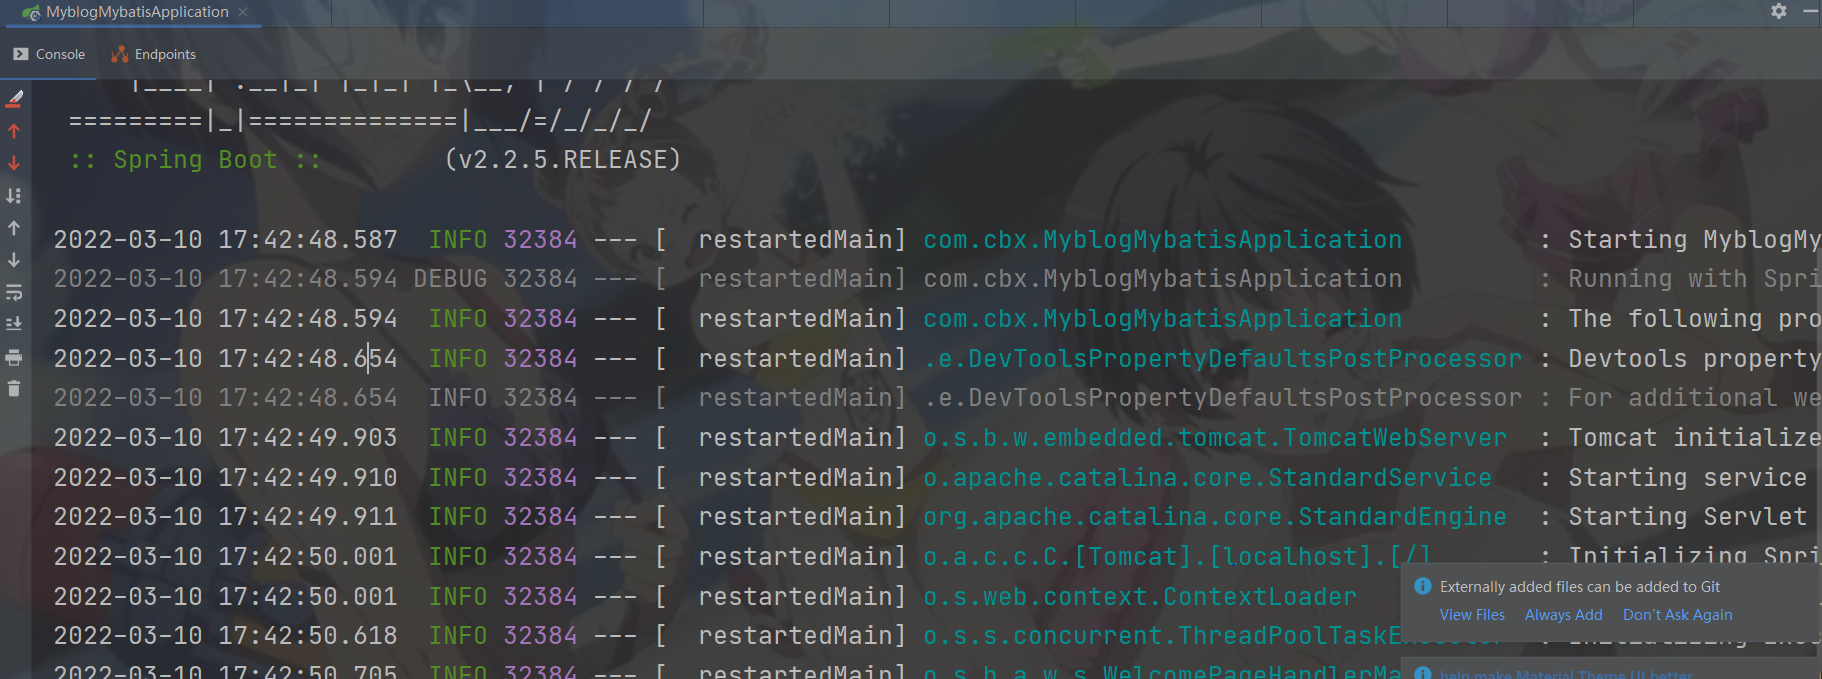 MyblogMybatisApplication
Console Endpoints
=========|_|==============|___/=/_/_/_/
:: Spring Boot :: (v2.2.5.RELEASE)
2022-03-10 17:42:48.587 INFO 32384 --- [ restartedMain] com.cbx.MyblogMybatisApplication : Starting MyblogMy
2022-03-10 17:42:48.594 DEBUG 32384 --- [ restartedMain] com.cbx.MyblogMybatisApplication : Running with Spri
2022-03-10 17:42:48.594 INFO 32384 --- [ restartedMain] com.cbx.MyblogMybatisApplication : The following pro
2022-03-10 17:42:48.654 INFO 32384 --- [ restartedMain] .e.DevToolsPropertyDefaultsPostProcessor : Devtools property
2022-03-10 17:42:48.654 INFO 32384 --- [ restartedMain] .e.DevToolsPropertyDefaultsPostProcessor : For additional we
2022-03-10 17:42:49.903 INFO 32384 --- [ restartedMain] o.s.b.w.embedded.tomcat.TomcatWebServer : Tomcat initialize
2022-03-10 17:42:49.910 INFO 32384 --- [ restartedMain] o.apache.catalina.core.StandardService : Starting service
2022-03-10 17:42:49.911 INFO 32384 --- [ restartedMain] org.apache.catalina.core.StandardEngine : Starting Servlet
2022-03-10 17:42:50.001 INFO 32384 --- [ restartedMain] o.a.c.c.C.[Tomcat].[localhost].[/] : Initializing Spri
2022-03-10 17:42:50.001 INFO 32384 --- [ restartedMain] o.s.web.context.ContextLoader
2022-03-10 17:42:50.618 INFO 32384 --- [ restartedMain] o.s.s.concurrent.ThreadPoolTaskExecutor : Initializing Exec
2022-03-10 17:42:50.705 INFO 32384 --- [ restartedMain] o.s.b.a.w.s.WelcomePageHandlerMa
Externally added files can be added to Git
View Files Always Add Don't Ask Again
help make Material Theme UI better